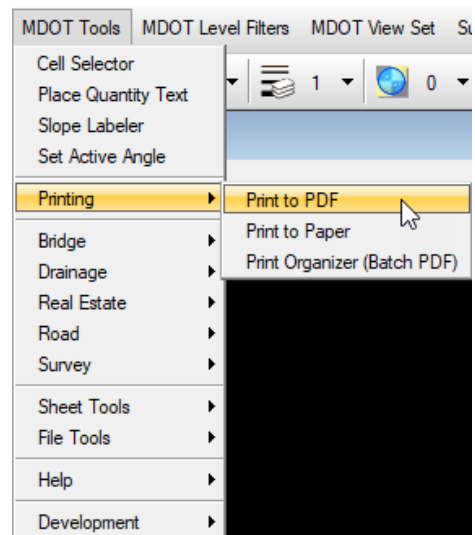 MDOT Tools MDOT Level Filters MDOT View Set
Cell Selector
Place Quantity Text
1 0
Slope Labeler
Set Active Angle
Printing
Print to PDF
Print to Paper
Print Organizer (Batch PDF)
Bridge
Drainage
Real Estate
Road
Survey
Sheet Tools
File Tools
Help
Development